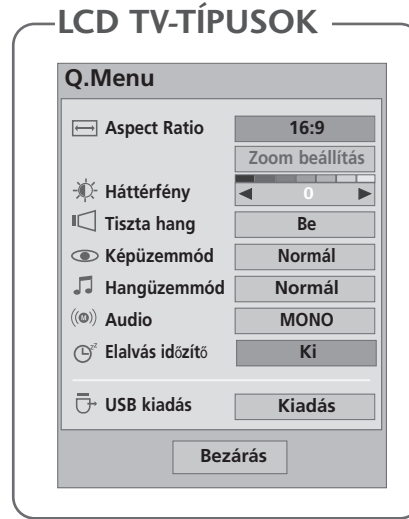 LCD TV-TÍPUSOK
Q.Menu
Aspect Ratio 16:9
Zoom beállítás
Háttérfény 0
Tiszta hang Be
Képüzemmód Normál
Hangüzemmód Normál
Audio MONO
Elalvás időzítő Ki
USB kiadás Kiadás
Bezárás